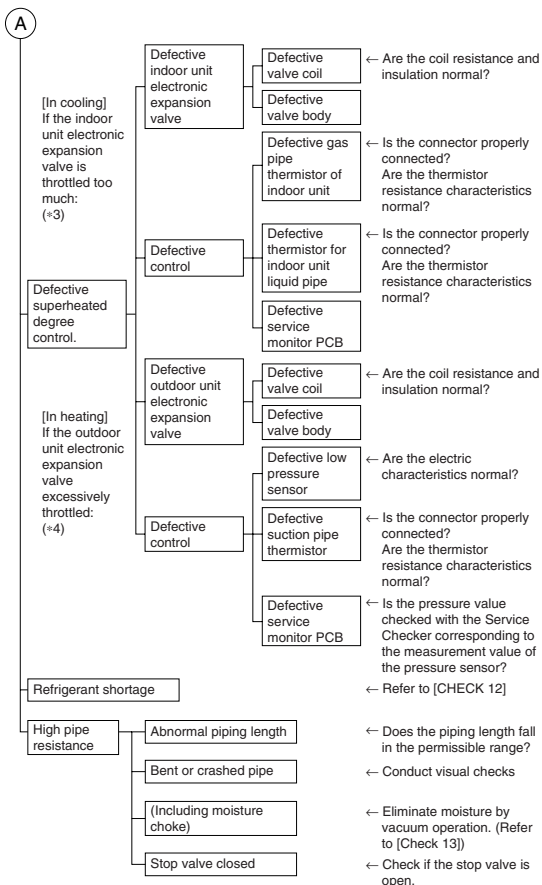 A
[In cooling]
If the indoor
unit electronic
expansion
valve is
throttled too
much:
(*3)
Defective
superheated
degree
control.
[In heating]
If the outdoor
unit electronic
expansion
valve
excessively
throttled:
(*4)
Defective
indoor unit
electronic
expansion
valve
Defective
valve coil
← Are the coil resistance and
insulation normal?
Defective
valve body
Defective
control
Defective gas
pipe
thermistor of
indoor unit
← Is the connector properly
connected?
Are the thermistor
resistance characteristics
normal?
Defective
thermistor for
indoor unit
liquid pipe
← Is the connector properly
connected?
Are the thermistor
resistance characteristics
normal?
Defective
service
monitor PCB
Defective
outdoor unit
electronic
expansion
valve
Defective
valve coil
← Are the coil resistance and
insulation normal?
Defective
valve body
Defective
control
Defective low
pressure
sensor
← Are the electric
characteristics normal?
Defective
suction pipe
thermistor
← Is the connector properly
connected?
Are the thermistor
resistance characteristics
normal?
Defective
service
monitor PCB
← Is the pressure value
checked with the Service
Checker corresponding to
the measurement value of
the pressure sensor?
Refrigerant shortage
← Refer to [CHECK 12]
High pipe
resistance
Abnormal piping length
← Does the piping length fall
in the permissible range?
Bent or crashed pipe
← Conduct visual checks
(Including moisture
choke)
← Eliminate moisture by
vacuum operation. (Refer
to [Check 13])
Stop valve closed
← Check if the stop valve is
open.